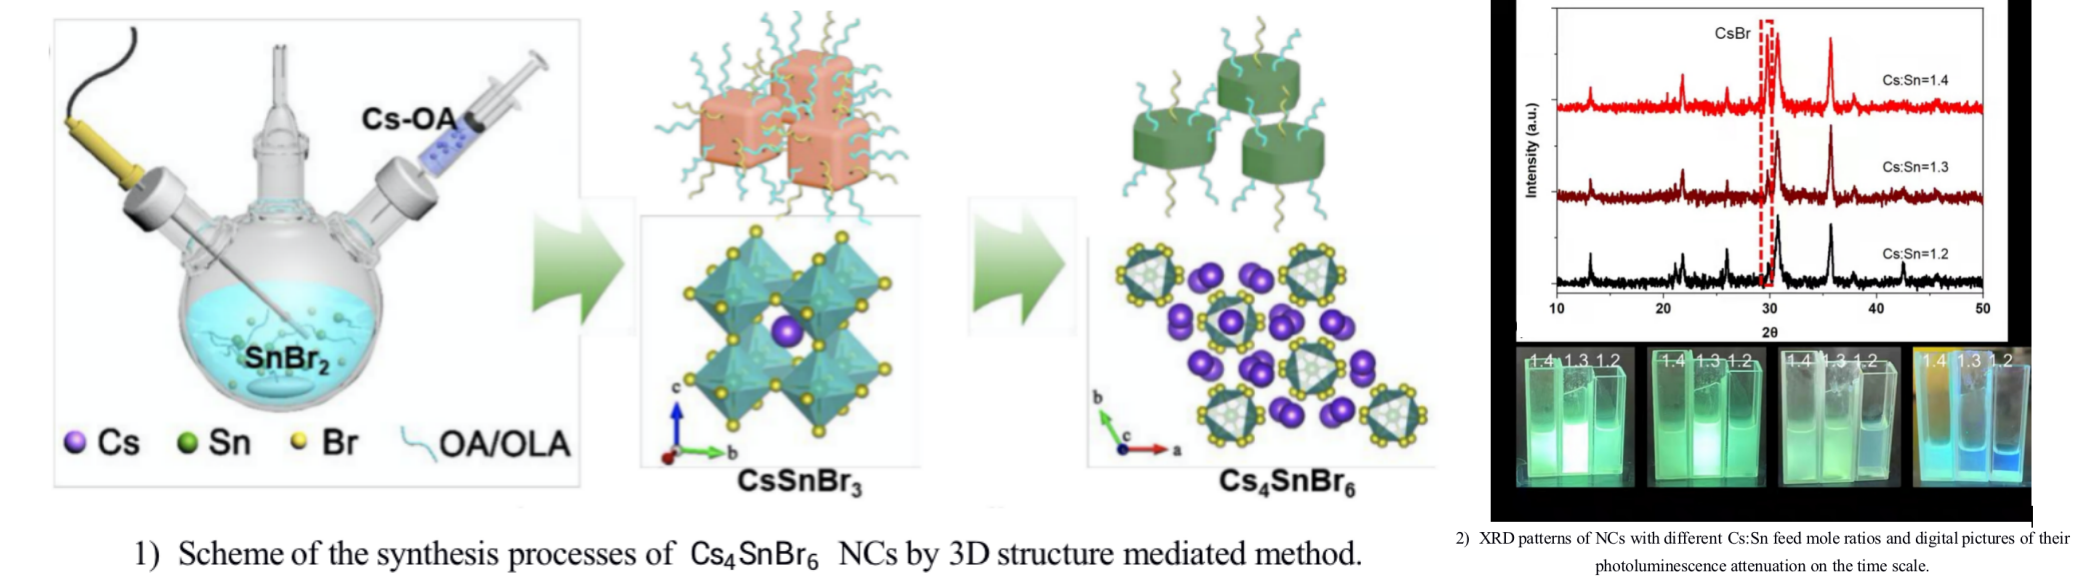 Cs-OA
SnBr₂
Cs Sn Br OA/OLA
c
b
CsSnBr₃
b
c
a
Cs₄SnBr₆
1) Scheme of the synthesis processes of Cs₄SnBr₆ NCs by 3D structure mediated method.
CsBr
Cs:Sn=1.4
Cs:Sn=1.3
Cs:Sn=1.2
Intensity (a.u.)
10 20 30 40 50
2θ
1.4 1.3 1.2
1.4 1.3 1.2
1.4 1.3 1.2
1.4 1.3 1.2
2) XRD patterns of NCs with different Cs:Sn feed mole ratios and digital pictures of their
photoluminescence attenuation on the time scale.